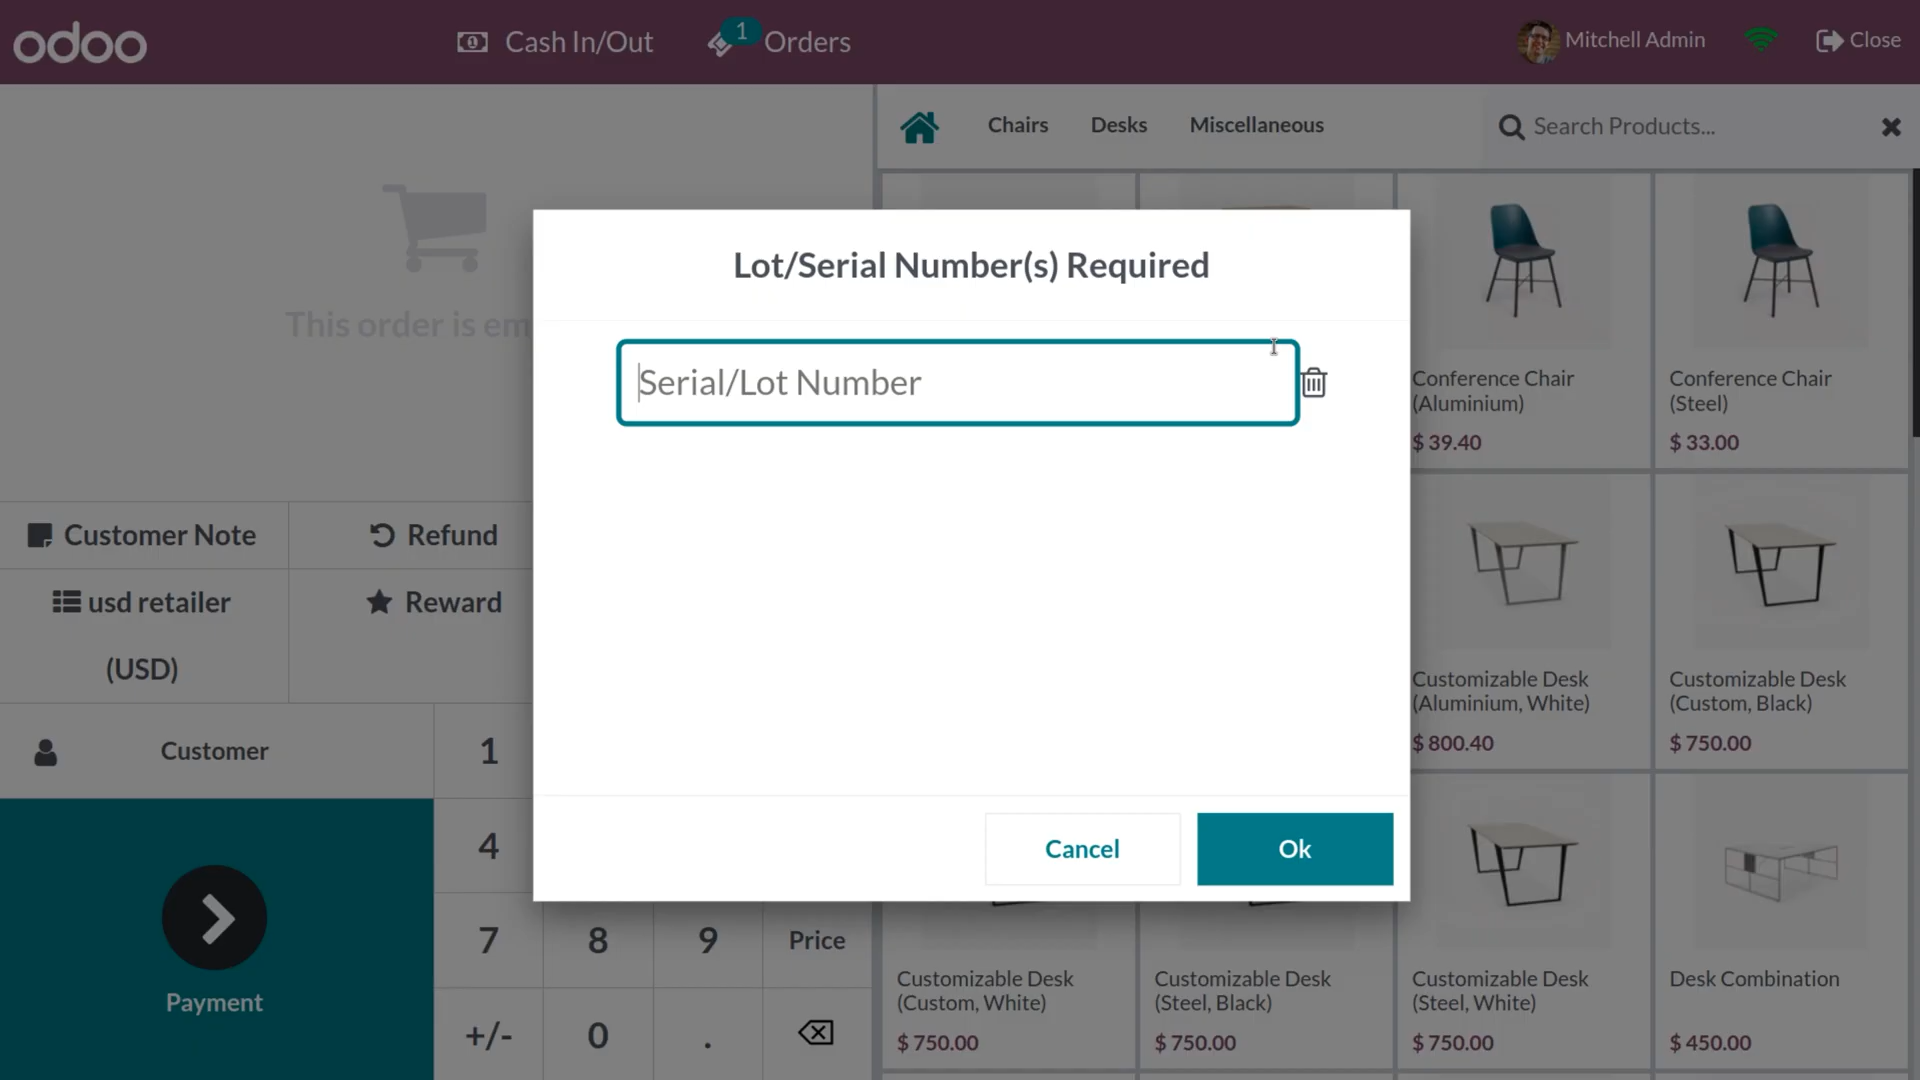 odoo
Cash In/Out
1
Orders
Mitchell Admin
Close
Chairs
Desks
Miscellaneous
Search Products...
This order is em
Lot/Serial Number(s) Required
Serial/Lot Number
Cancel
Ok
Customer Note
Refund
usd retailer
(USD)
Reward
Customer
Payment
1
4
7
8
9
Price
+/-
0
.
Conference Chair
(Aluminium)
$ 39.40
Conference Chair
(Steel)
$ 33.00
Customizable Desk
(Aluminium, White)
$ 800.40
Customizable Desk
(Custom, Black)
$ 750.00
Customizable Desk
(Custom, White)
$ 750.00
Customizable Desk
(Steel, Black)
$ 750.00
Customizable Desk
(Steel, White)
$ 750.00
Desk Combination
$ 450.00